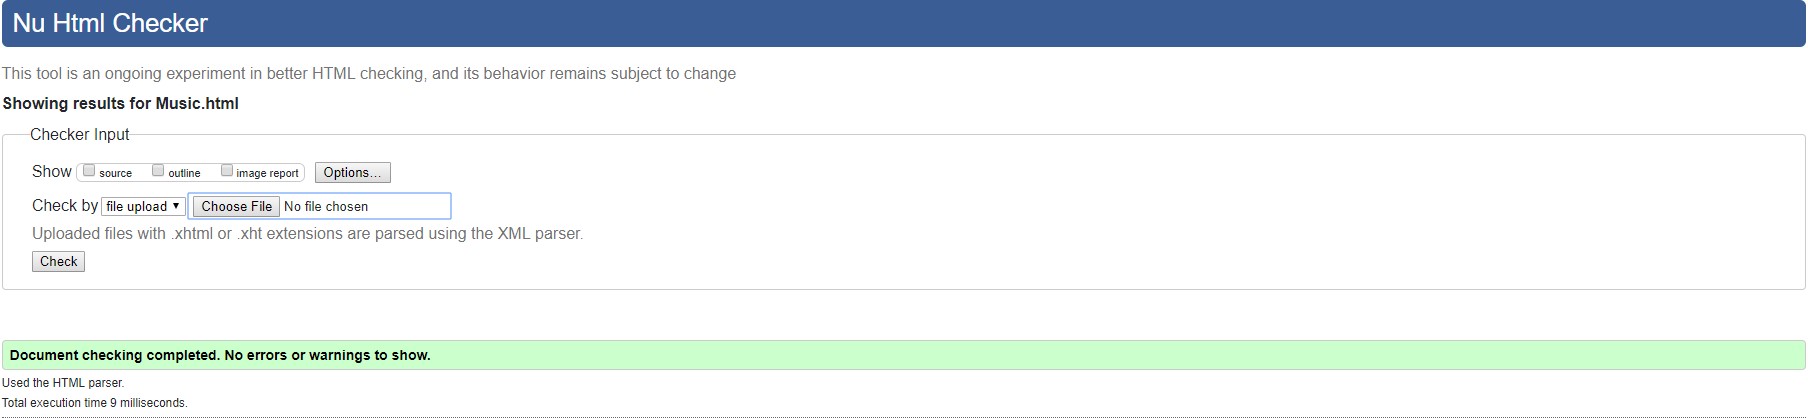 Nu Html Checker
This tool is an ongoing experiment in better HTML checking, and its behavior remains subject to change
Showing results for Music.html
Checker Input
Show source outline image report Options...
Check by file upload Choose File No file chosen
Uploaded files with .xhtml or .xht extensions are parsed using the XML parser.
Check
Document checking completed. No errors or warnings to show.
Used the HTML parser.
Total execution time 9 milliseconds.